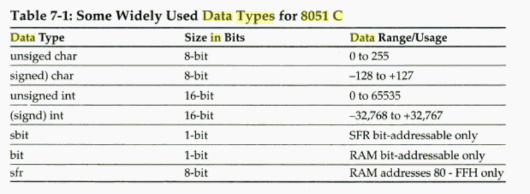 Table 7-1: Some Widely Used Data Types for 8051 C
Data Type Size in Bits Data Range/Usage
unsiged char 8-bit 0 to 255
signed) char 8-bit –128 to +127
unsigned int 16-bit 0 to 65535
(signd) int 16-bit –32,768 to +32,767
sbit 1-bit SFR bit-addressable only
bit 1-bit RAM bit-addressable only
sfr 8-bit RAM addresses 80 - FFH only